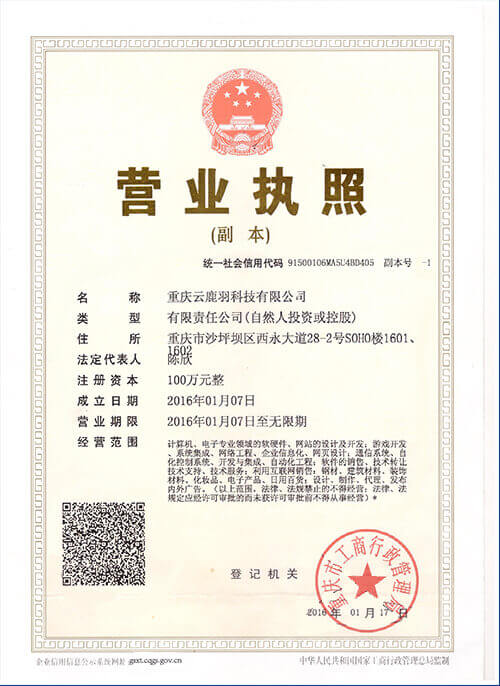 营业执照
(副 本)
统一社会信用代码 91500106MA5U4BD405 副本号 -1
名 称 重庆云鹿羽科技有限公司
类 型 有限责任公司(自然人投资或控股)
住 所 重庆市沙坪坝区西永大道28-2号SOHO楼1601、
1602
法定代表人 陈欣
注册资本 100万元整
成立日期 2016年01月07日
营业期限 2016年01月07日至无限期
经营范围 计算机、电子专业领域的软硬件、网站的设计及开发;游戏开发
、系统集成、网络工程、企业信息化、网页设计;通信系统、自
动化控制系统、开发与集成、自动化工程;软件的销售、技术转让
技术支持、技术服务;利用互联网销售:钢材、建筑材料、装饰
材料、化妆品、电子产品、日用百货;设计、制作、代理、发布
内外广告。(以上范围,法律、法规禁止的不得经营;法律、法
规定应经许可审批的而未获许可审批前不得从事经营)*
登记机关
重庆市工商行政管理局
2016 年 01 月 17 日
企业信用信息公示系统网址 gsxt.cqgs.gov.cn
中华人民共和国国家工商行政管理总局监制